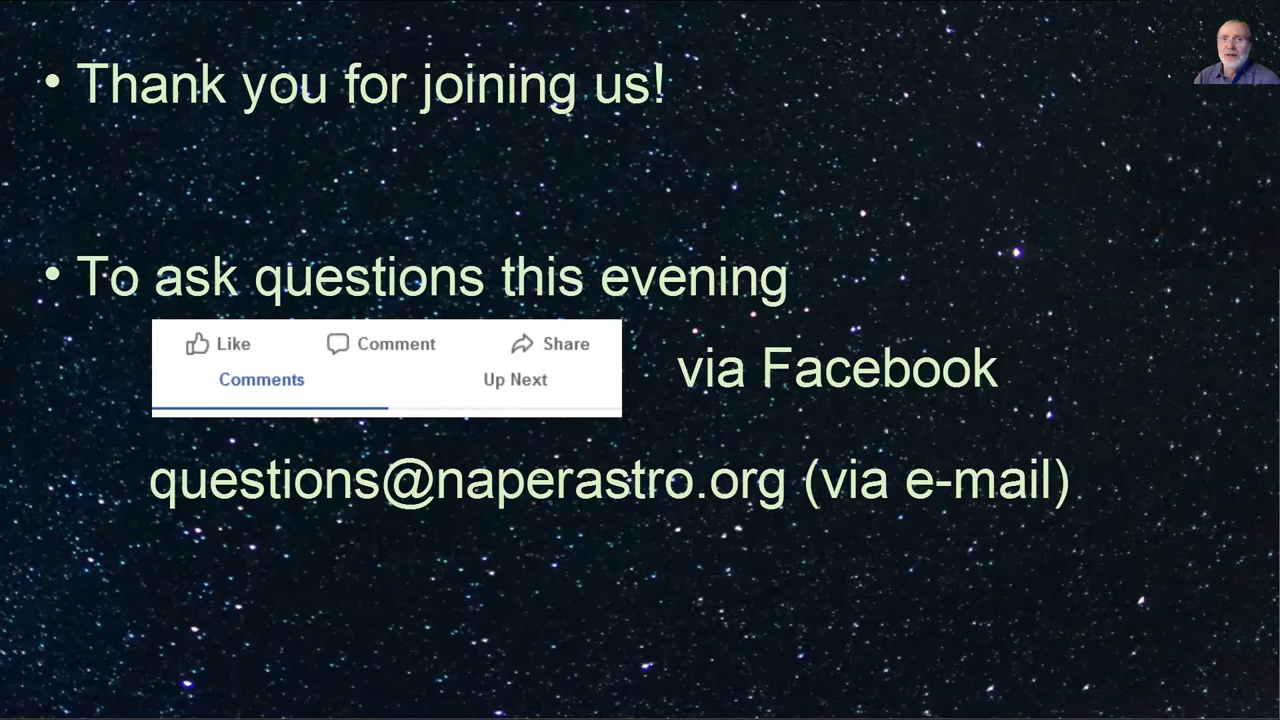 • Thank you for joining us!
• To ask questions this evening
Like Comment Share
Comments Up Next
via Facebook
questions@naperastro.org (via e-mail)